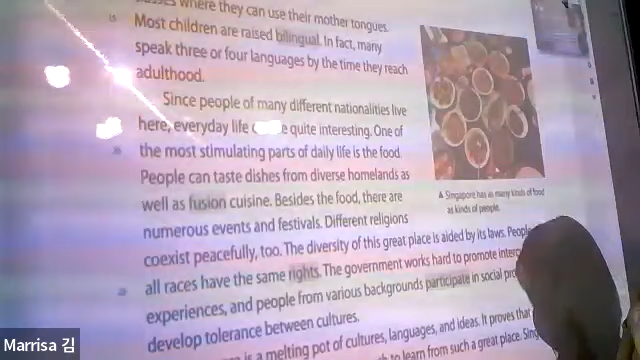 where they can use their mother tongues.
15
Most children are raised bilingual. In fact, many
speak three or four languages by the time they reach
adulthood.
Since people of many different nationalities live
here, everyday life quite interesting. One of
the most stimulating parts of daily life is the food.
People can taste dishes from diverse homelands as
well as fusion cuisine. Besides the food, there are
numerous events and festivals. Different religions
coexist peacefully, too. The diversity of this great place is aided by its laws. People
all races have the same rights. The government works hard to promote
experiences, and people from various backgrounds participate in social
develop tolerance between cultures.
is a melting pot of cultures, languages, and ideas. It proves that
to learn from such a great place.
▲ Singapore has as many kinds of food
as kinds of people.
Marrisa 김